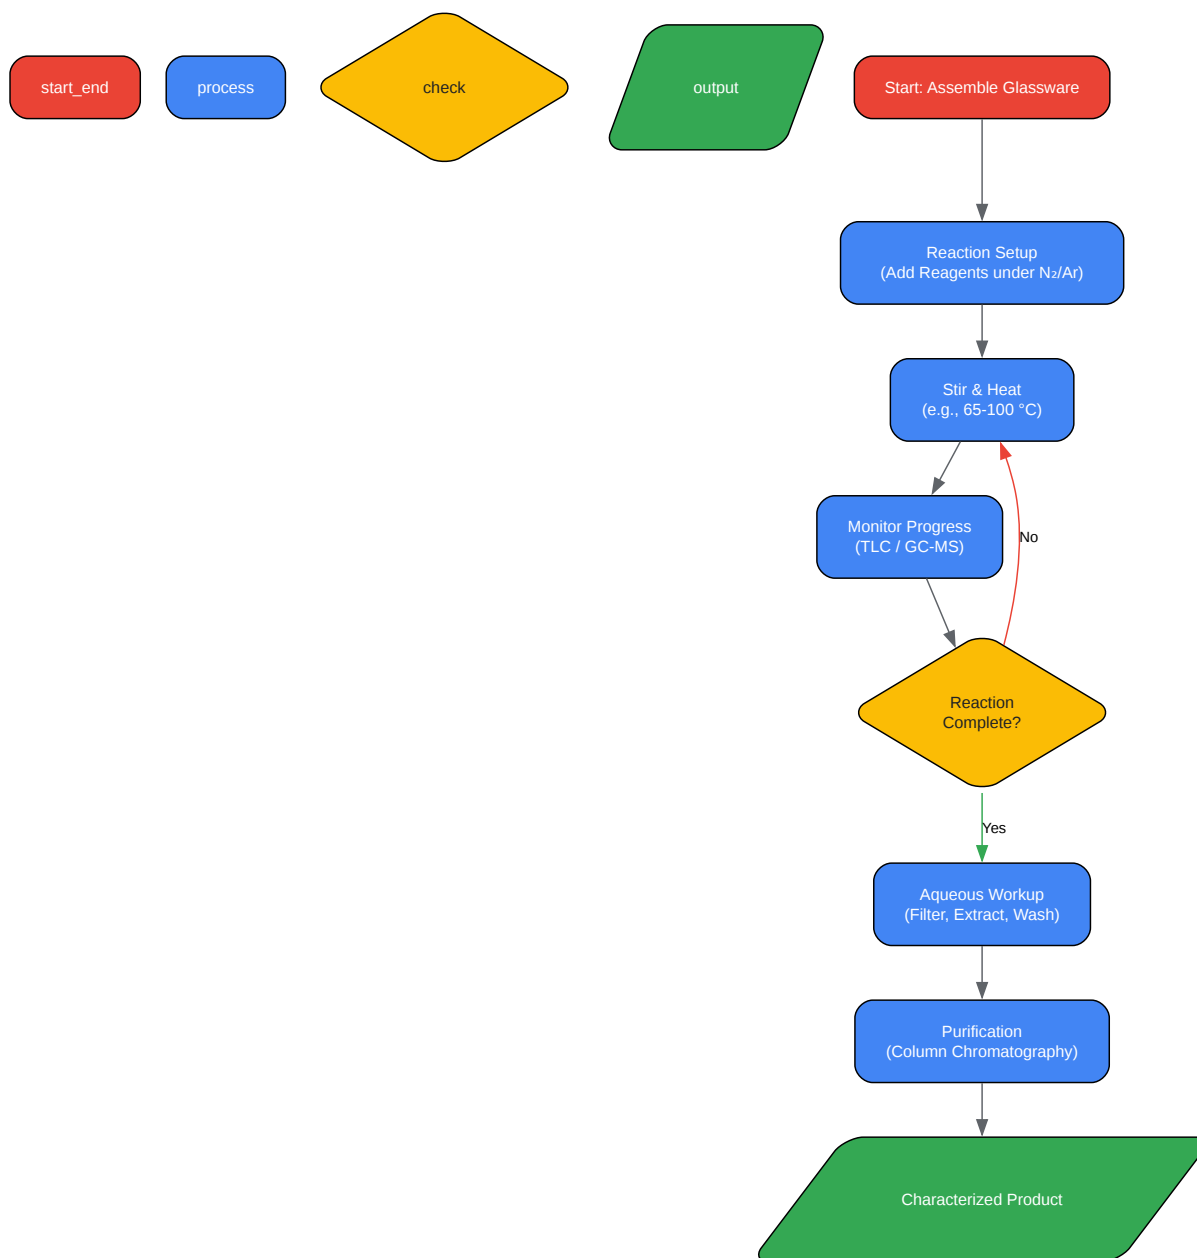 start_end
process
check
output
Start: Assemble Glassware
Reaction Setup
(Add Reagents under N₂/Ar)
Stir & Heat
(e.g., 65-100 °C)
Monitor Progress
(TLC / GC-MS)
No
Reaction
Complete?
Yes
Aqueous Workup
(Filter, Extract, Wash)
Purification
(Column Chromatography)
Characterized Product